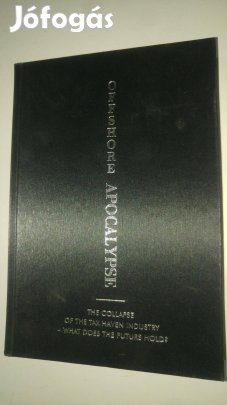 Jófogás
OFFSHORE APOCALYPSE
THE COLLAPSE
OF THE TAX HAVEN INDUSTRY
– WHAT DOES THE FUTURE HOLD?